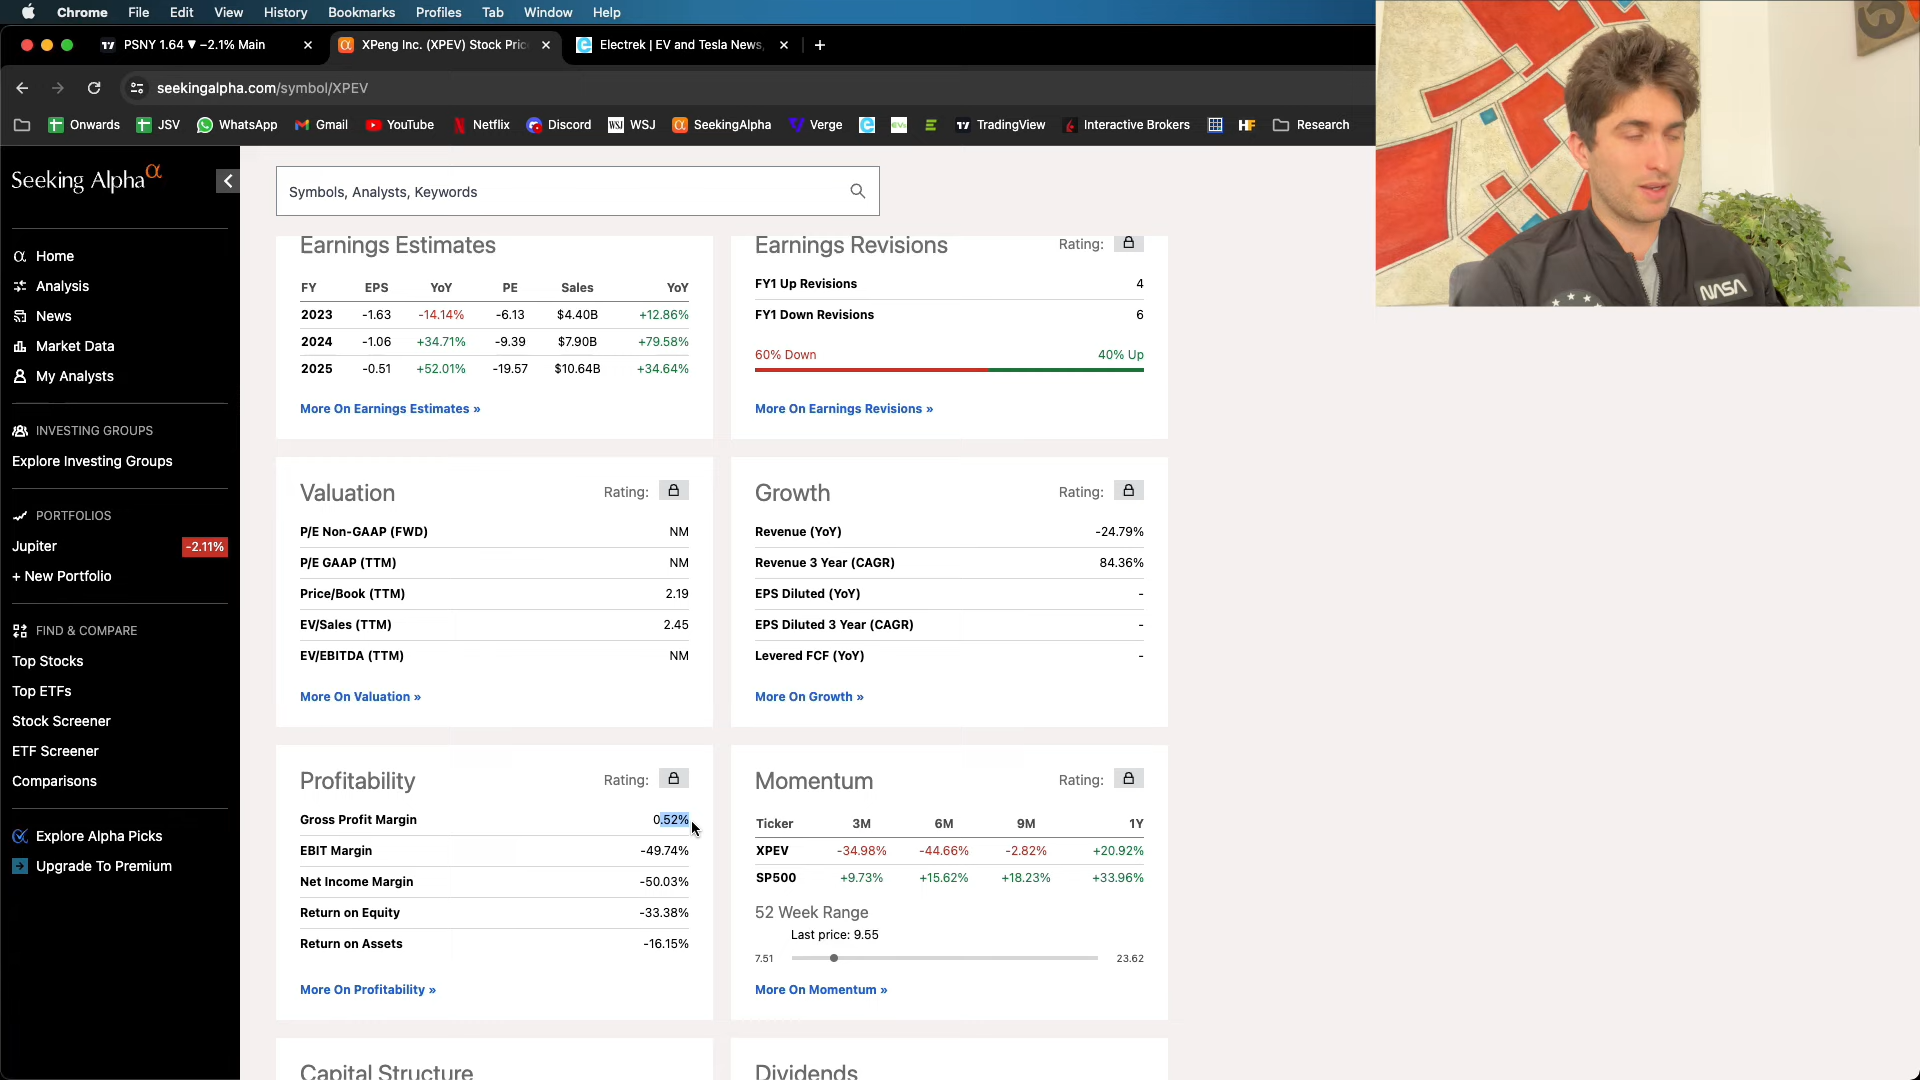 Chrome File Edit View History Bookmarks Profiles Tab Window Help
PSNY 1.64 ▼ −2.1% Main
XPeng Inc. (XPEV) Stock Pric
Electrek | EV and Tesla News,
seekingalpha.com/symbol/XPEV
Onwards JSV WhatsApp Gmail YouTube Netflix Discord WSJ SeekingAlpha Verge TradingView Interactive Brokers HF Research
Seeking Alpha α
Symbols, Analysts, Keywords
Home
Analysis
News
Market Data
My Analysts
INVESTING GROUPS
Explore Investing Groups
PORTFOLIOS
Jupiter -2.11%
+ New Portfolio
FIND & COMPARE
Top Stocks
Top ETFs
Stock Screener
ETF Screener
Comparisons
Explore Alpha Picks
Upgrade To Premium
Earnings Estimates
FY EPS YoY PE Sales YoY
2023 -1.63 -14.14% -6.13 $4.40B +12.86%
2024 -1.06 +34.71% -9.39 $7.90B +79.58%
2025 -0.51 +52.01% -19.57 $10.64B +34.64%
More On Earnings Estimates »
Earnings Revisions Rating:
FY1 Up Revisions 4
FY1 Down Revisions 6
60% Down 40% Up
More On Earnings Revisions »
Valuation Rating:
P/E Non-GAAP (FWD) NM
P/E GAAP (TTM) NM
Price/Book (TTM) 2.19
EV/Sales (TTM) 2.45
EV/EBITDA (TTM) NM
More On Valuation »
Growth Rating:
Revenue (YoY) -24.79%
Revenue 3 Year (CAGR) 84.36%
EPS Diluted (YoY) -
EPS Diluted 3 Year (CAGR) -
Levered FCF (YoY) -
More On Growth »
Profitability Rating:
Gross Profit Margin 0.52%
EBIT Margin -49.74%
Net Income Margin -50.03%
Return on Equity -33.38%
Return on Assets -16.15%
More On Profitability »
Momentum Rating:
Ticker 3M 6M 9M 1Y
XPEV -34.98% -44.66% -2.82% +20.92%
SP500 +9.73% +15.62% +18.23% +33.96%
52 Week Range
Last price: 9.55
7.51 23.62
More On Momentum »
Capital Structure
Dividends
NASA